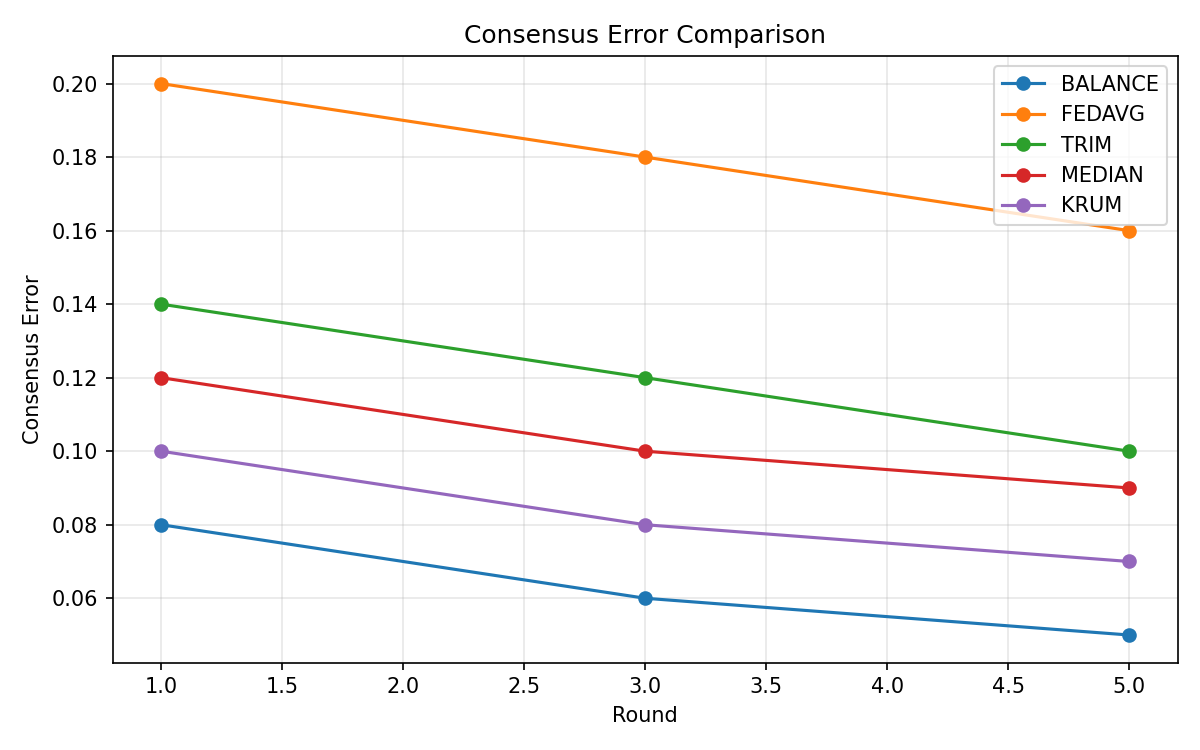 Consensus Error Comparison
Consensus Error
0.20
0.18
0.16
0.14
0.12
0.10
0.08
0.06
BALANCE
FEDAVG
TRIM
MEDIAN
KRUM
1.0 1.5 2.0 2.5 3.0 3.5 4.0 4.5 5.0
Round